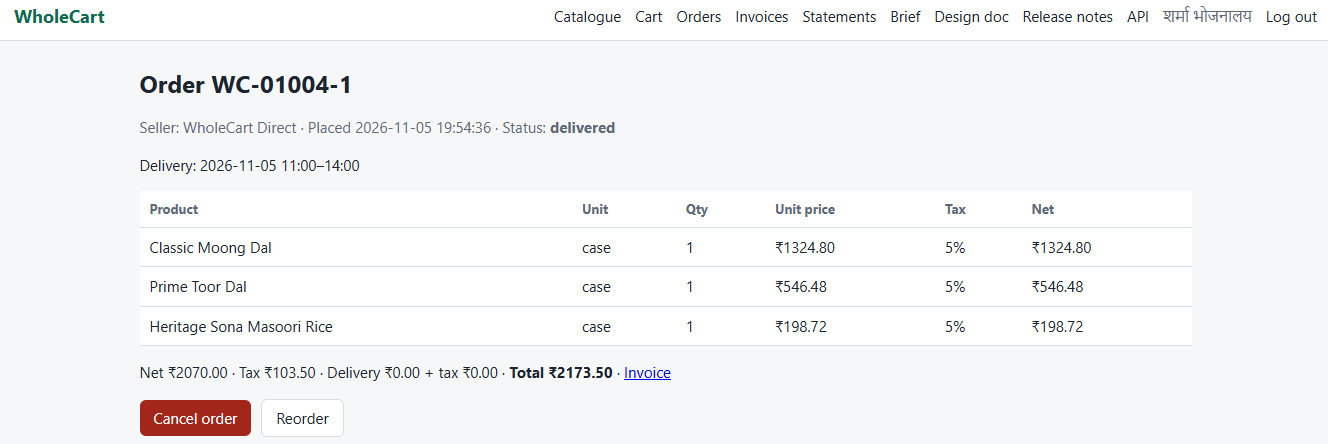 WholeCart Catalogue Cart Orders Invoices Statements Brief Design doc Release notes API शर्मा भोजनालय Log out
Order WC-01004-1
Seller: WholeCart Direct · Placed 2026-11-05 19:54:36 · Status: delivered
Delivery: 2026-11-05 11:00–14:00
Product Unit Qty Unit price Tax Net
Classic Moong Dal case 1 ₹1324.80 5% ₹1324.80
Prime Toor Dal case 1 ₹546.48 5% ₹546.48
Heritage Sona Masoori Rice case 1 ₹198.72 5% ₹198.72
Net ₹2070.00 · Tax ₹103.50 · Delivery ₹0.00 + tax ₹0.00 · Total ₹2173.50 · Invoice
Cancel order Reorder